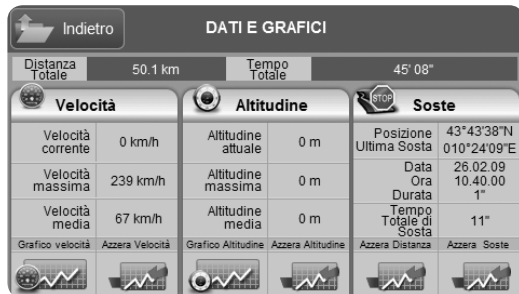 Indietro
DATI E GRAFICI
Distanza Totale
50.1 km
Tempo Totale
45' 08"
Velocità
Velocità corrente
0 km/h
Velocità massima
239 km/h
Velocità media
67 km/h
Grafico velocità
Azzera Velocità
Altitudine
Altitudine attuale
0 m
Altitudine massima
0 m
Altitudine media
0 m
Grafico Altitudine
Azzera Altitudine
STOP
Soste
Posizione Ultima Sosta
43°43'38"N
010°24'09"E
Data
26.02.09
Ora
10.40.00
Durata
1"
Tempo Totale di Sosta
11"
Azzera Distanza
Azzera Soste